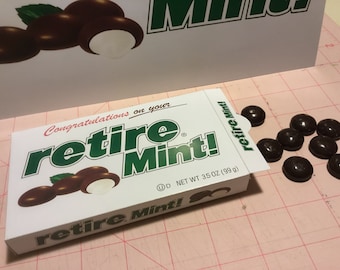 Mint!
Congratulations on your
retire
Mint!®
retire Mint!
Ⓤ D NET WT 3.5 OZ (99 g)
retire Mint!